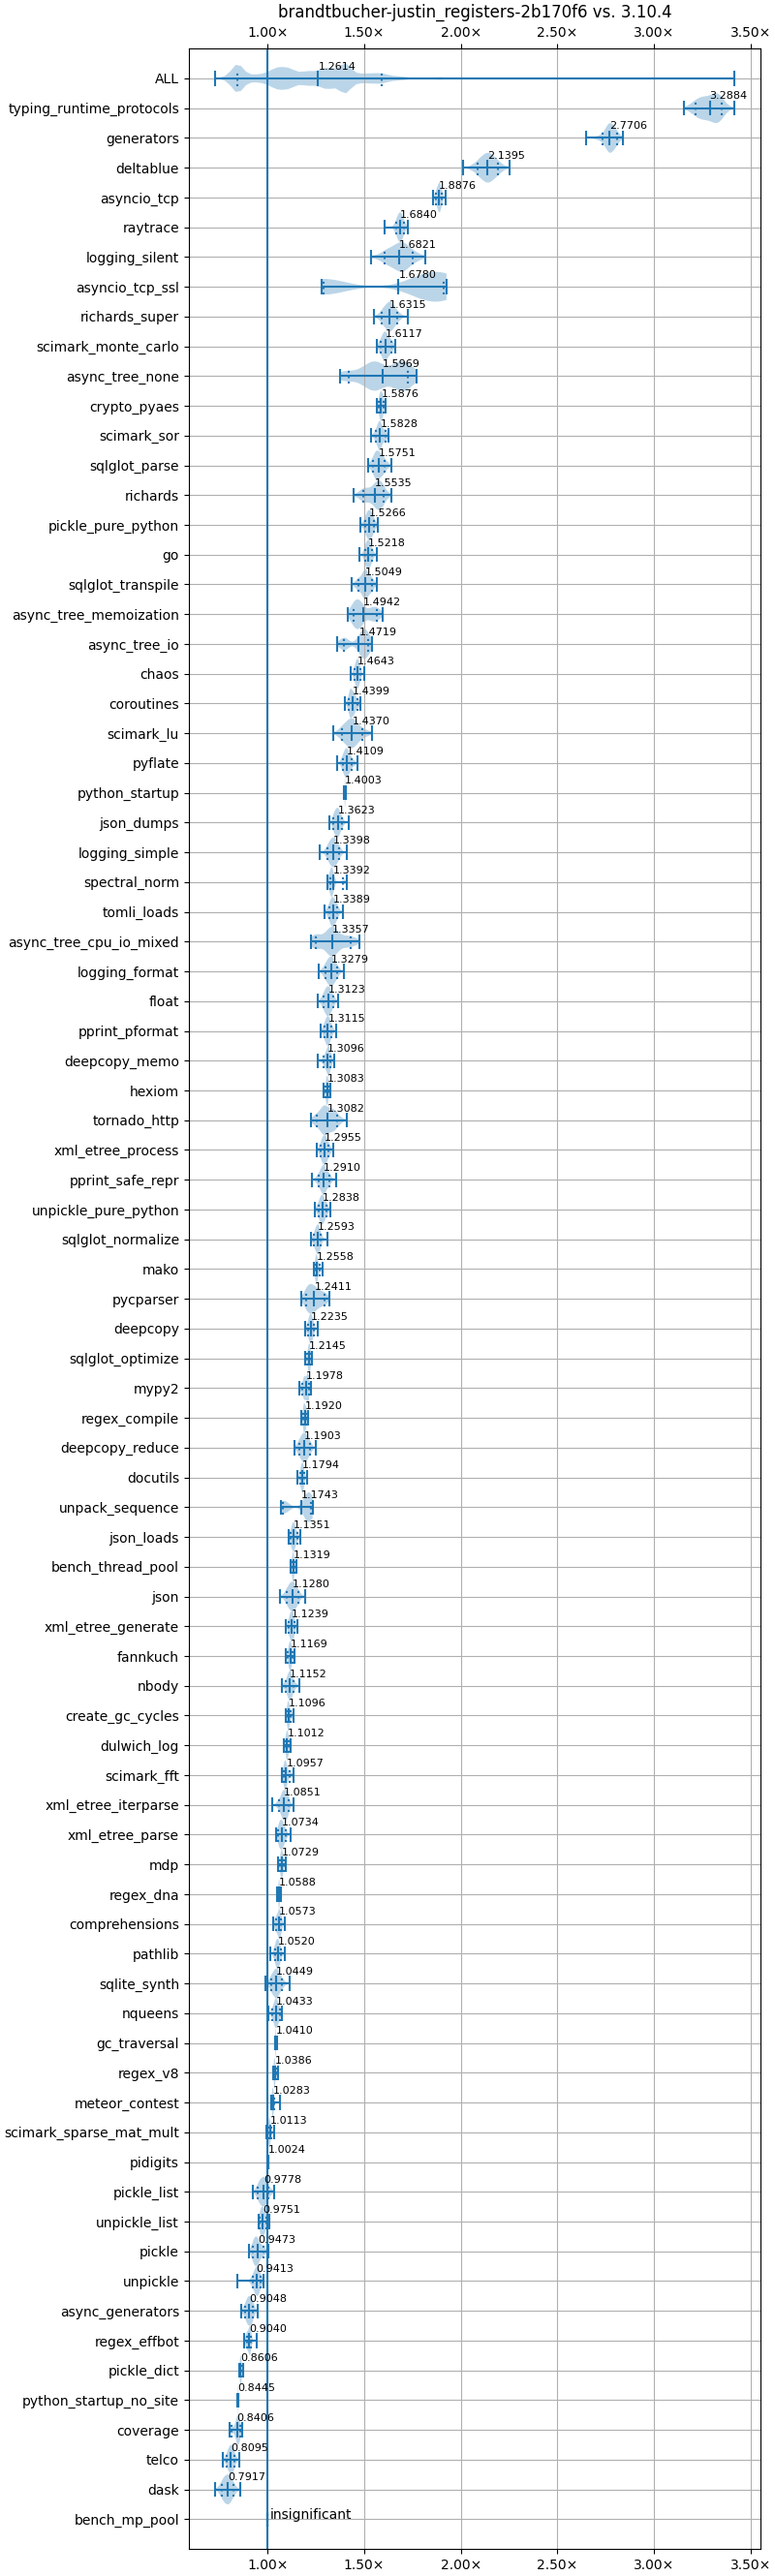 brandtbucher-justin_registers-2b170f6 vs. 3.10.4
1.00× 1.50× 2.00× 2.50× 3.00× 3.50×
ALL 1.2614
typing_runtime_protocols 3.2884
generators 2.7706
deltablue 2.1395
asyncio_tcp 1.8876
raytrace 1.6840
logging_silent 1.6821
asyncio_tcp_ssl 1.6780
richards_super 1.6315
scimark_monte_carlo 1.6117
async_tree_none 1.5969
crypto_pyaes 1.5876
scimark_sor 1.5828
sqlglot_parse 1.5751
richards 1.5535
pickle_pure_python 1.5266
go 1.5218
sqlglot_transpile 1.5049
async_tree_memoization 1.4942
async_tree_io 1.4719
chaos 1.4643
coroutines 1.4399
scimark_lu 1.4370
pyflate 1.4109
python_startup 1.4003
json_dumps 1.3623
logging_simple 1.3398
spectral_norm 1.3392
tomli_loads 1.3389
async_tree_cpu_io_mixed 1.3357
logging_format 1.3279
float 1.3123
pprint_pformat 1.3115
deepcopy_memo 1.3096
hexiom 1.3083
tornado_http 1.3082
xml_etree_process 1.2955
pprint_safe_repr 1.2910
unpickle_pure_python 1.2838
sqlglot_normalize 1.2593
mako 1.2558
pycparser 1.2411
deepcopy 1.2235
sqlglot_optimize 1.2145
mypy2 1.1978
regex_compile 1.1920
deepcopy_reduce 1.1903
docutils 1.1794
unpack_sequence 1.1743
json_loads 1.1351
bench_thread_pool 1.1319
json 1.1280
xml_etree_generate 1.1239
fannkuch 1.1169
nbody 1.1152
create_gc_cycles 1.1096
dulwich_log 1.1012
scimark_fft 1.0957
xml_etree_iterparse 1.0851
xml_etree_parse 1.0734
mdp 1.0729
regex_dna 1.0588
comprehensions 1.0573
pathlib 1.0520
sqlite_synth 1.0449
nqueens 1.0433
gc_traversal 1.0410
regex_v8 1.0386
meteor_contest 1.0283
scimark_sparse_mat_mult 1.0113
pidigits 1.0024
pickle_list 0.9778
unpickle_list 0.9751
pickle 0.9473
unpickle 0.9413
async_generators 0.9048
regex_effbot 0.9040
pickle_dict 0.8606
python_startup_no_site 0.8445
coverage 0.8406
telco 0.8095
dask 0.7917
bench_mp_pool insignificant
1.00× 1.50× 2.00× 2.50× 3.00× 3.50×